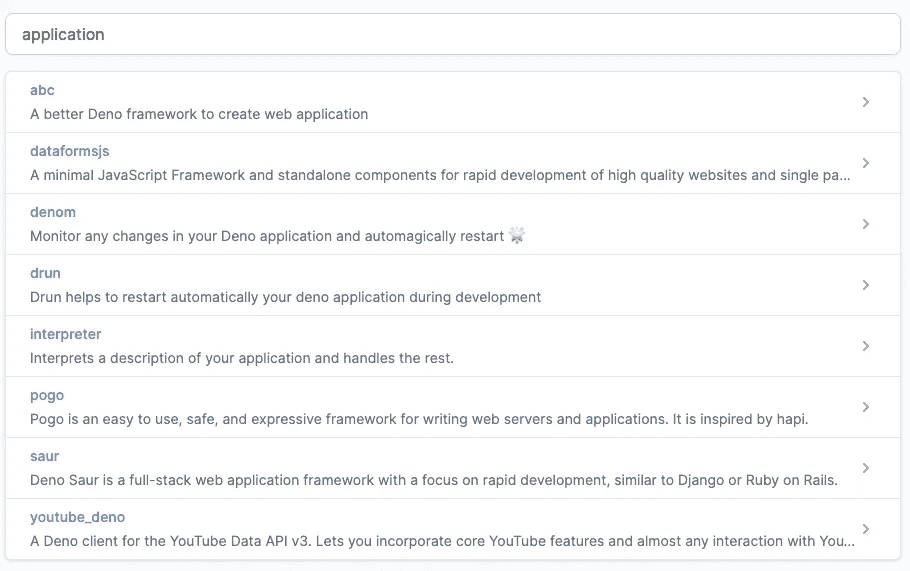 application
abc
A better Deno framework to create web application
dataformsjs
A minimal JavaScript Framework and standalone components for rapid development of high quality websites and single pa...
denom
Monitor any changes in your Deno application and automagically restart
drun
Drun helps to restart automatically your deno application during development
interpreter
Interprets a description of your application and handles the rest.
pogo
Pogo is an easy to use, safe, and expressive framework for writing web servers and applications. It is inspired by hapi.
saur
Deno Saur is a full-stack web application framework with a focus on rapid development, similar to Django or Ruby on Rails.
youtube_deno
A Deno client for the YouTube Data API v3. Lets you incorporate core YouTube features and almost any interaction with You...